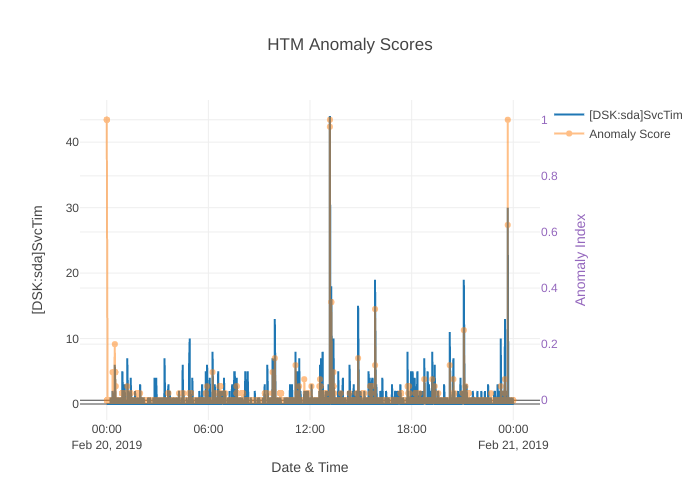 HTM Anomaly Scores
[DSK:sda]SvcTim
Anomaly Score
40
30
20
10
0
1
0.8
0.6
0.4
0.2
0
[DSK:sda]SvcTim
Anomaly Index
00:00
06:00
12:00
18:00
00:00
Feb 20, 2019
Feb 21, 2019
Date & Time